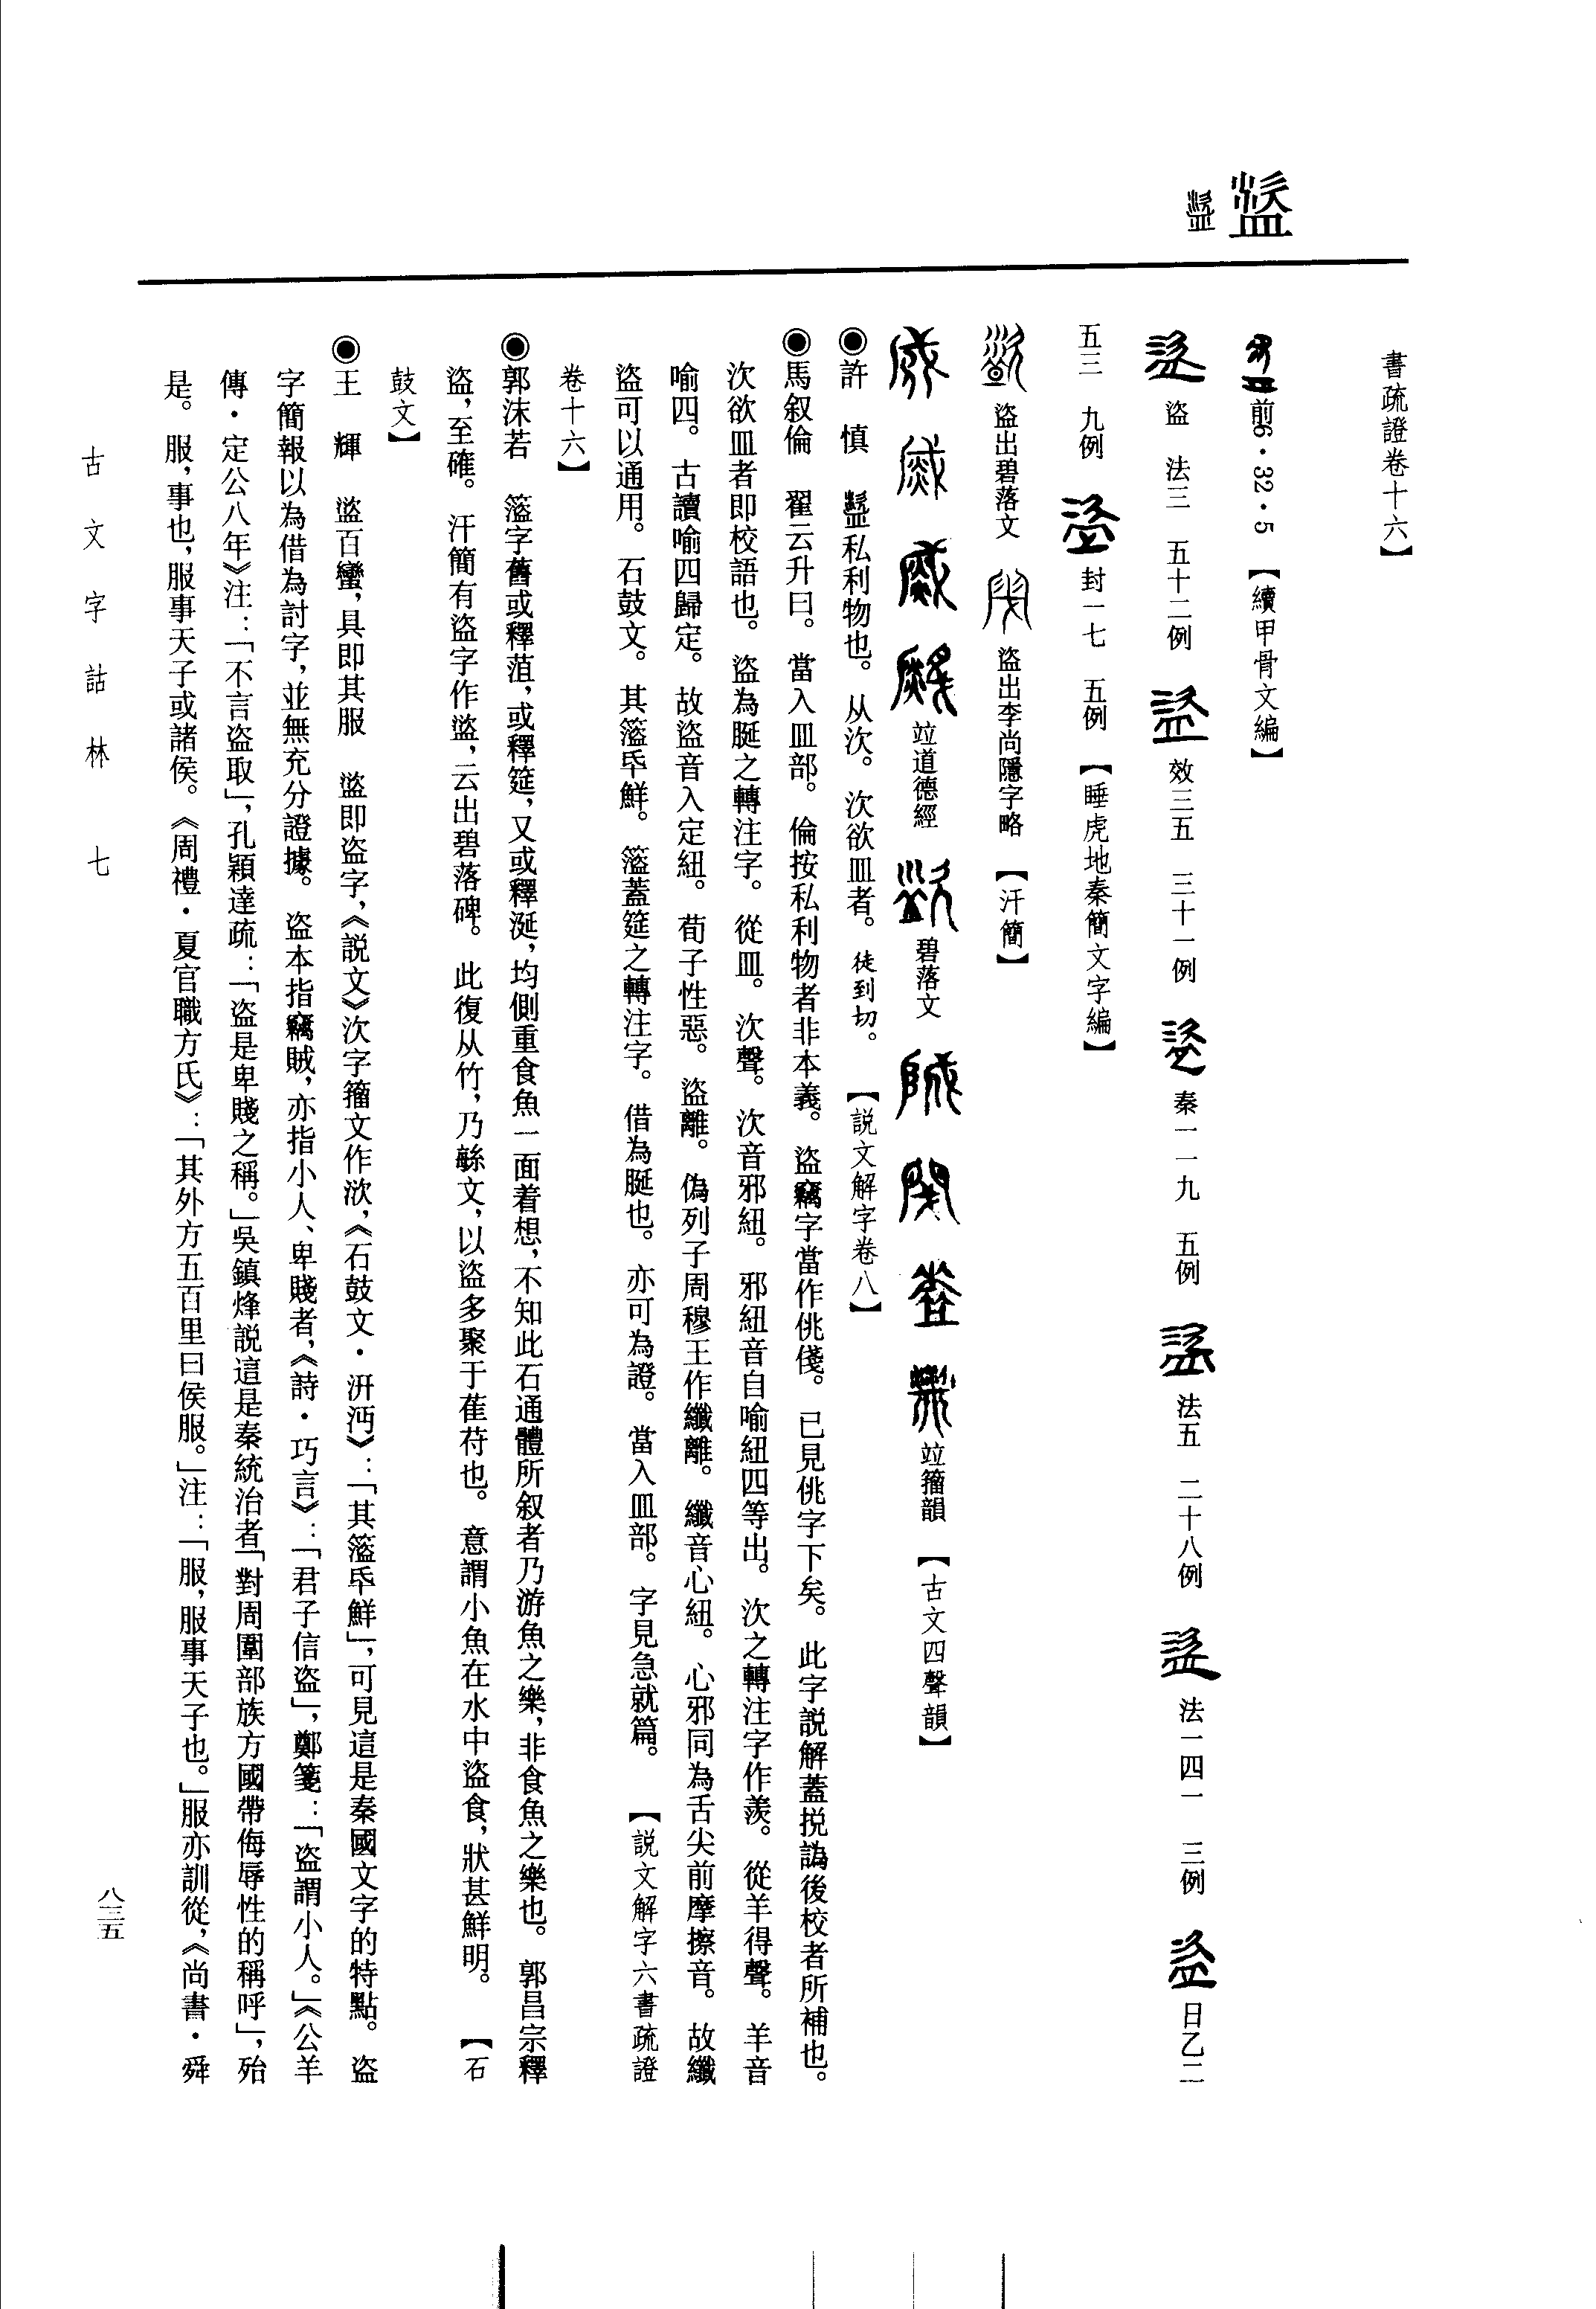 盜
書疏證卷十六】
前6·32·5 【續甲骨文編】
盜 法三 五十二例 效三五 三十一例 秦一一九 五例 法五 二十八例 法一四一 三例 日乙二
五三 九例 封一七 五例 【睡虎地秦簡文字編】
盜出碧落文 盜出李尚隱字略 【汗簡】
竝道德經 碧落文 竝籀韻 【古文四聲韻】
◉許 慎 私利物也。从㳄。㳄欲皿者。徒到切。 【説文解字卷八】
◉馬叙倫 翟云升曰。當入皿部。倫按私利物者非本義。盜竊字當作佻俴。已見佻字下矣。此字説解蓋挩譌後校者所補也。
㳄欲皿者即校語也。盜為脠之轉注字。從皿。㳄聲。㳄音邪紐。邪紐音自喻紐四等出。㳄之轉注字作羨。從羊得聲。羊音
喻四。古讀喻四歸定。故盜音入定紐。荀子性惡。盜離。偽列子周穆王作纖離。纖音心紐。心邪同為舌尖前摩擦音。故纖
盜可以通用。石鼓文。其簜氒鮮。簜蓋筵之轉注字。借為脠也。亦可為證。當入皿部。字見急就篇。 【説文解字六書疏證
卷十六】
◉郭沫若 字舊或釋菹,或釋筵,又或釋涎,均側重食魚一面着想,不知此石通體所叙者乃游魚之樂,非食魚之樂也。郭昌宗釋
盜,至確。汗簡有盜字作,云出碧落碑。此復从竹,乃緐文,以盜多聚于萑苻也。意謂小魚在水中盜食,狀甚鮮明。 【石
鼓文】
◉王 輝 百蠻,具即其服 即盜字,《説文》㳄字籀文作㳄,《石鼓文·汧沔》:「其氒鮮」,可見這是秦國文字的特點。盜
字簡報以為借為討字,並無充分證據。盜本指竊賊,亦指小人、卑賤者,《詩·巧言》:「君子信盜」,鄭箋:「盜謂小人。」《公羊
傳·定公八年》注:「不言盜取」,孔穎達疏:「盜是卑賤之稱。」吳鎮烽説這是秦統治者「對周圍部族方國帶侮辱性的稱呼」,殆
是。服,事也,服事天子或諸侯。《周禮·夏官職方氏》:「其外方五百里曰侯服。」注:「服,服事天子也。」服亦訓從,《尚書·舜
古文字詁林 七
八三五